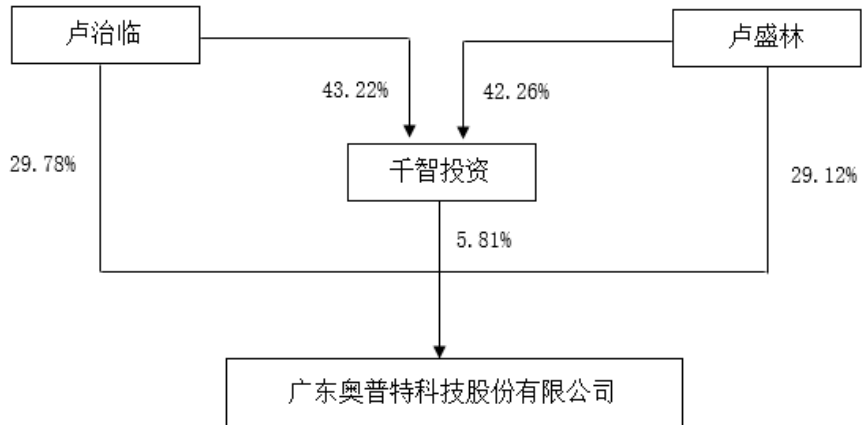 卢治临
卢盛林
43.22%
42.26%
29.78%
千智投资
29.12%
5.81%
广东奥普特科技股份有限公司